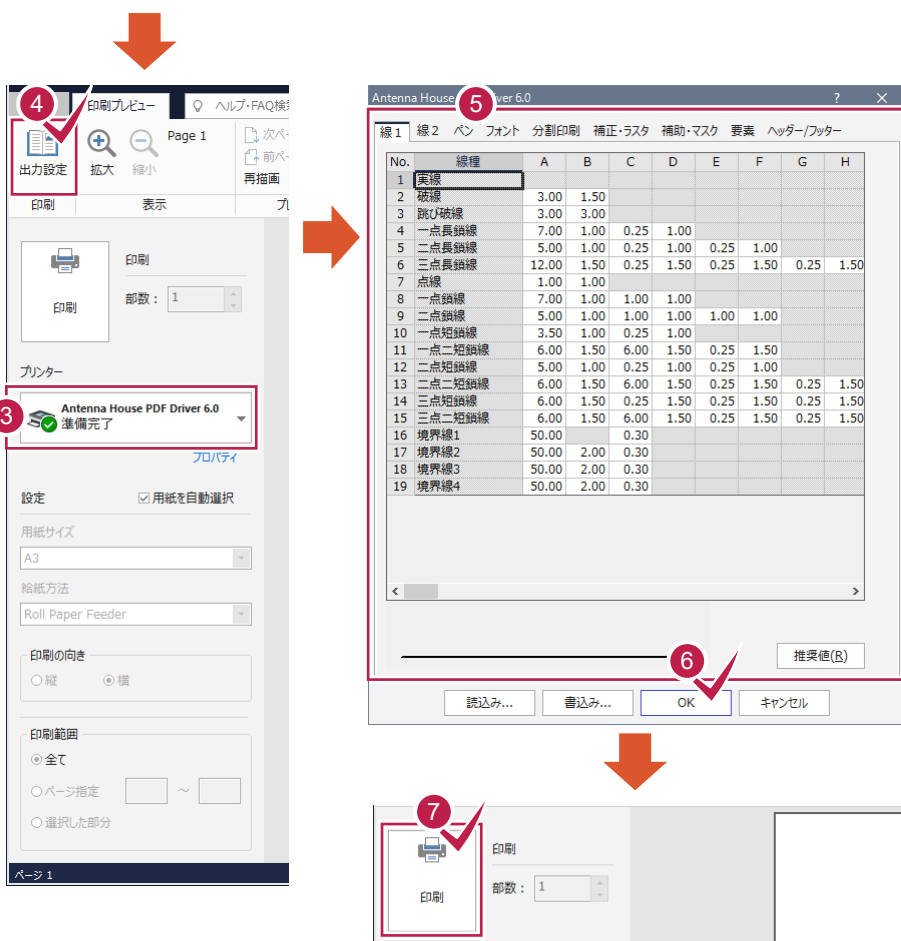 4
印刷プレビュー
ヘルプ・FAQ検索
出力設定
拡大
縮小
Page 1
次ペー
前ペー
再描画
印刷
表示
プ
印刷
印刷
部数: 1
プリンター
3
Antenna House PDF Driver 6.0
準備完了
プロパティ
設定
用紙を自動選択
用紙サイズ
A3
給紙方法
Roll Paper Feeder
印刷の向き
縦
横
印刷範囲
全て
ページ指定
~
選択した部分
ページ 1
5
Antenna House
ver 6.0
? ×
線1 線2 ペン フォント 分割印刷 補正・ラスタ 補助・マスク 要素 ヘッダー/フッター
No. 線種 A B C D E F G H
1 実線
2 破線 3.00 1.50
3 跳び破線 3.00 3.00
4 一点長鎖線 7.00 1.00 0.25 1.00
5 二点長鎖線 5.00 1.00 0.25 1.00 0.25 1.00
6 三点長鎖線 12.00 1.50 0.25 1.50 0.25 1.50 0.25 1.50
7 点線 1.00 1.00
8 一点鎖線 7.00 1.00 1.00 1.00
9 二点鎖線 5.00 1.00 1.00 1.00 1.00 1.00
10 一点短鎖線 3.50 1.00 0.25 1.00
11 一点二短鎖線 6.00 1.50 6.00 1.50 0.25 1.50
12 二点短鎖線 5.00 1.00 0.25 1.00 0.25 1.00
13 二点二短鎖線 6.00 1.50 6.00 1.50 0.25 1.50 0.25 1.50
14 三点短鎖線 6.00 1.50 0.25 1.50 0.25 1.50 0.25 1.50
15 三点二短鎖線 6.00 1.50 6.00 1.50 0.25 1.50 0.25 1.50
16 境界線1 50.00 0.30
17 境界線2 50.00 2.00 0.30
18 境界線3 50.00 2.00 0.30
19 境界線4 50.00 2.00 0.30
推奨値(R)
6
読込み... 書込み... OK キャンセル
7
印刷
印刷
部数: 1